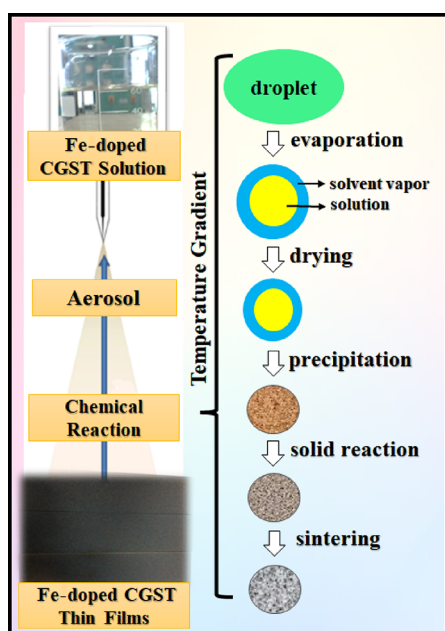 Fe-doped
CGST Solution
Aerosol
Chemical
Reaction
Fe-doped CGST
Thin Films
Temperature Gradient
droplet
evaporation
solvent vapor
solution
drying
precipitation
solid reaction
sintering